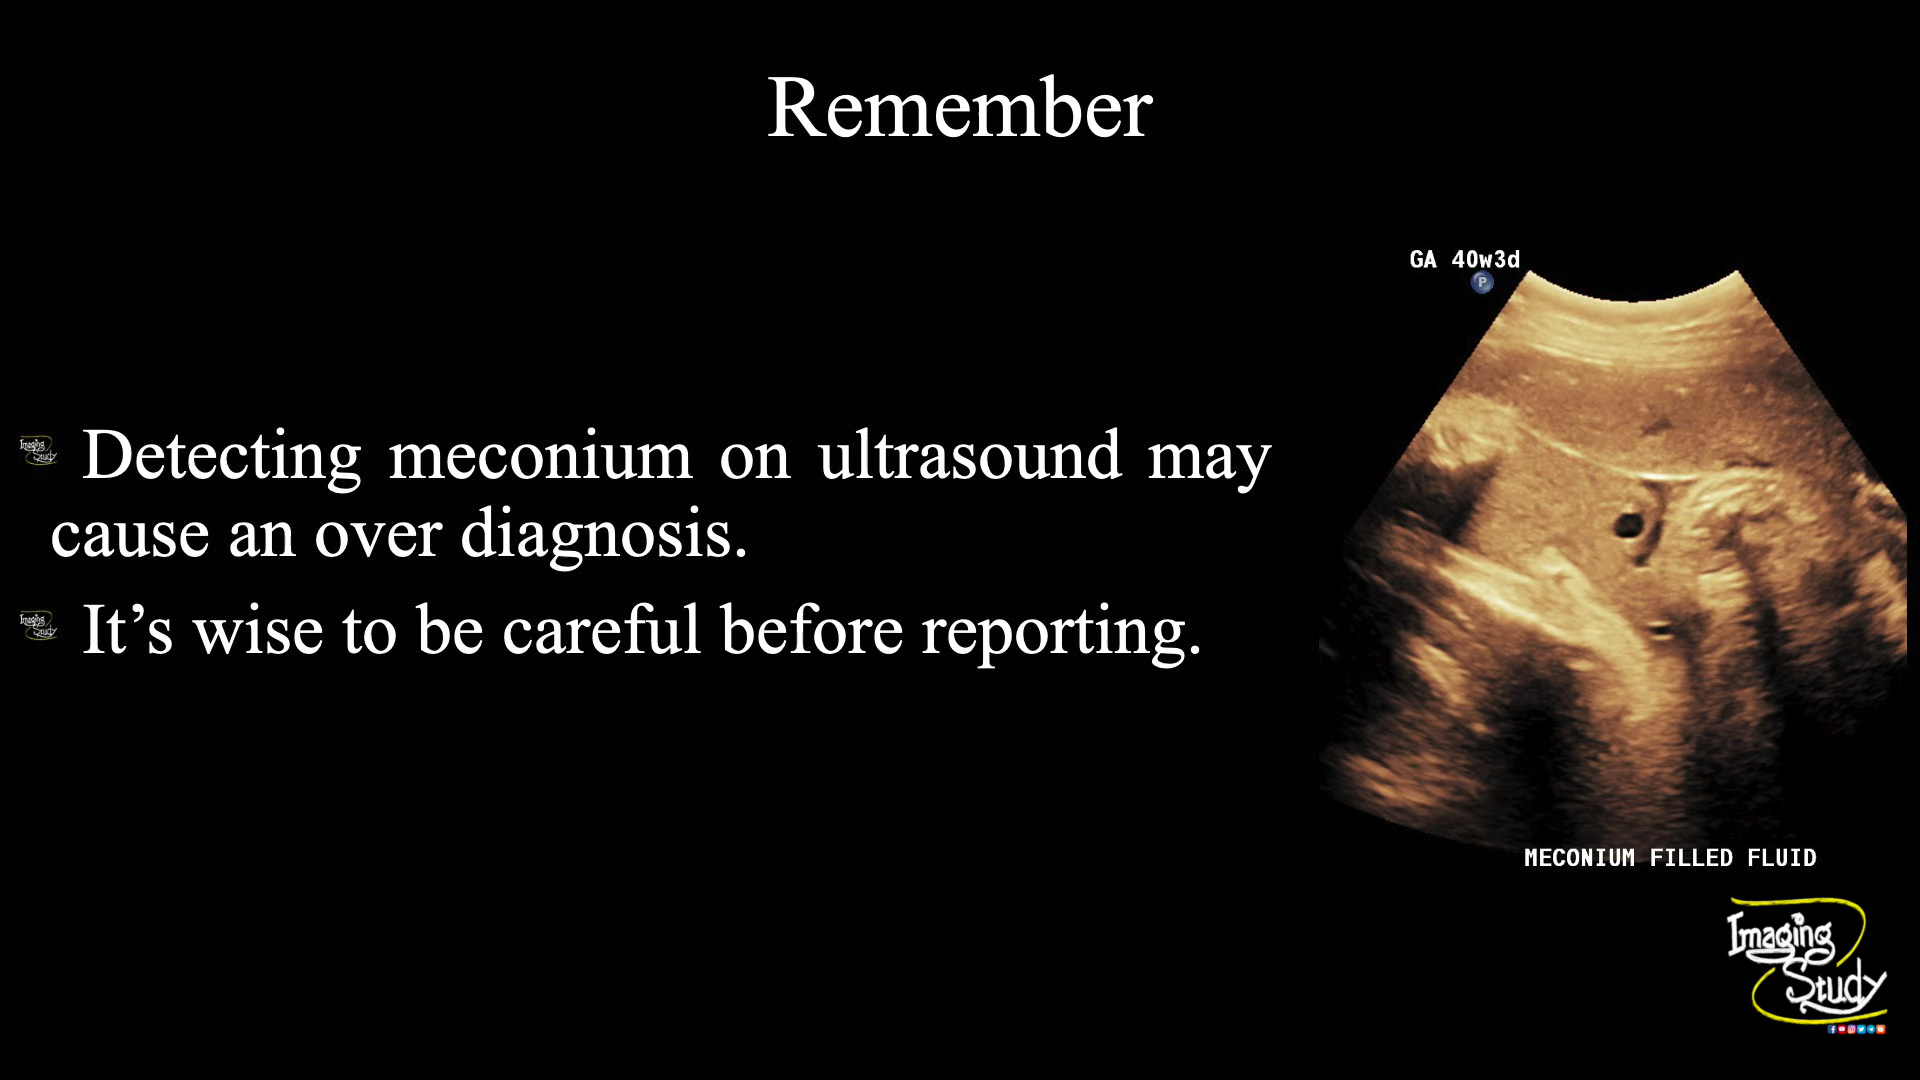 Remember
GA 40w3d
P
Detecting meconium on ultrasound may
cause an over diagnosis.
It’s wise to be careful before reporting.
MECONIUM FILLED FLUID
Imaging
Study